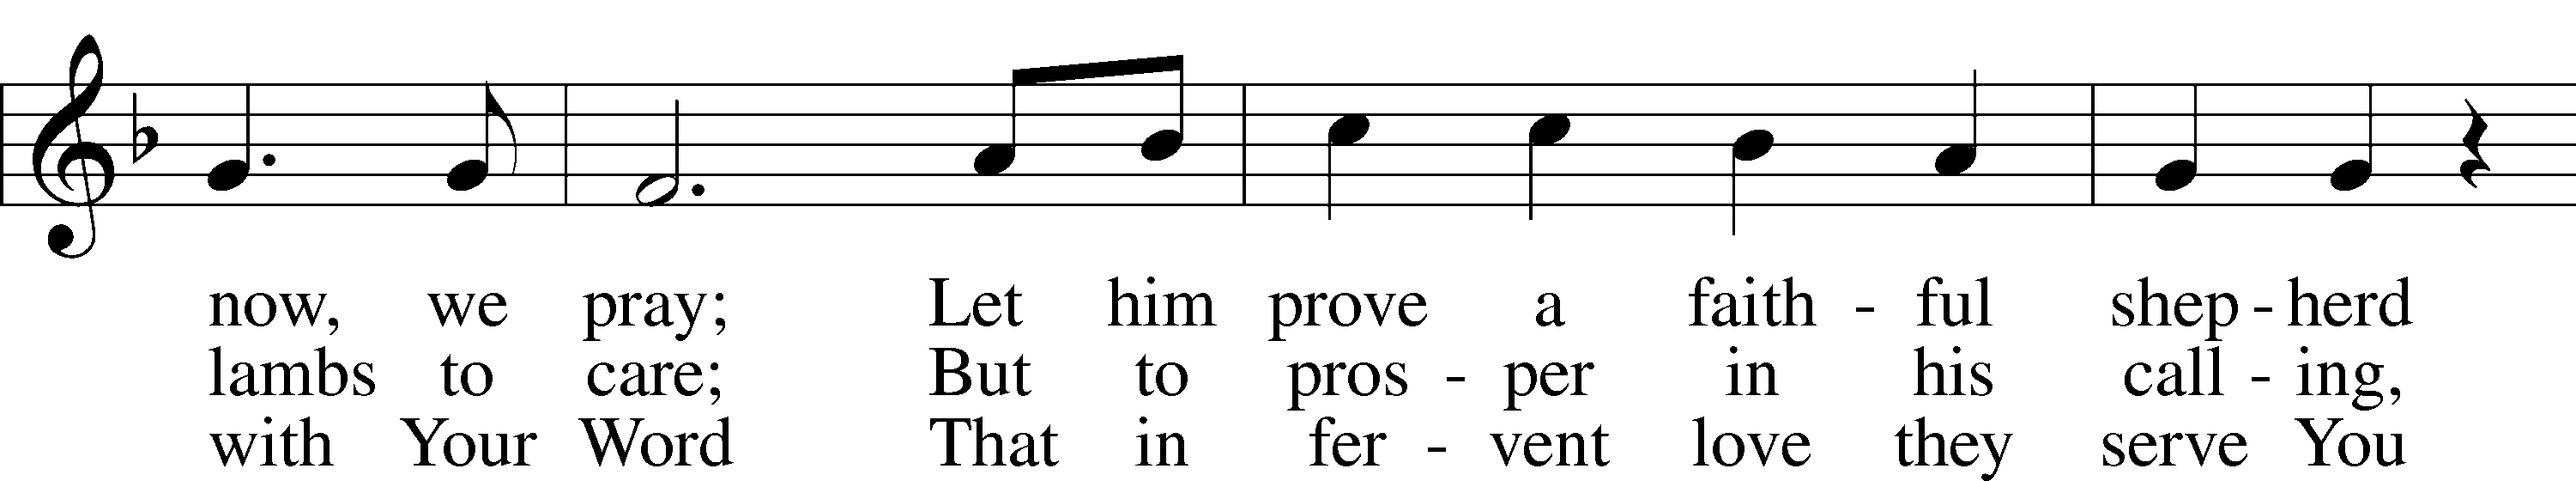 now, we pray; Let him prove a faith - ful shep - herd
lambs to care; But to pros - per in his call - ing,
with Your Word That in fer - vent love they serve You